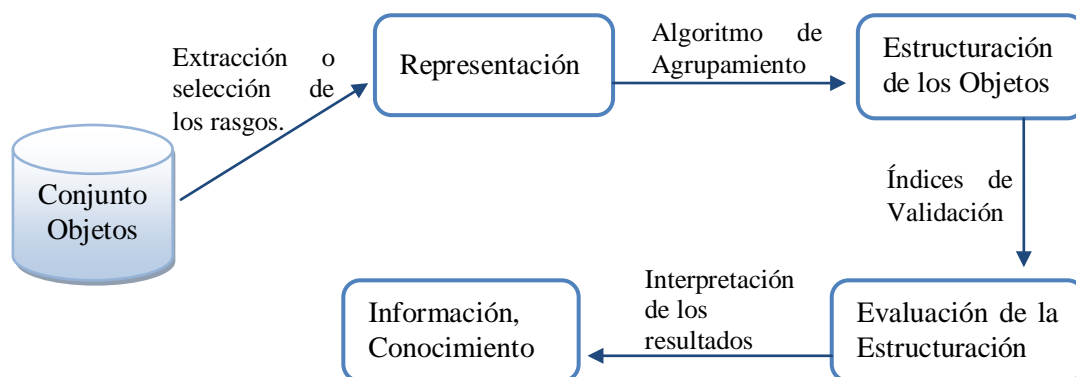 Extracción o
selección de
los rasgos.
Conjunto
Objetos
Representación
Algoritmo de
Agrupamiento
Estructuración
de los Objetos
Índices de
Validación
Evaluación de la
Estructuración
Interpretación
de los
resultados
Información,
Conocimiento